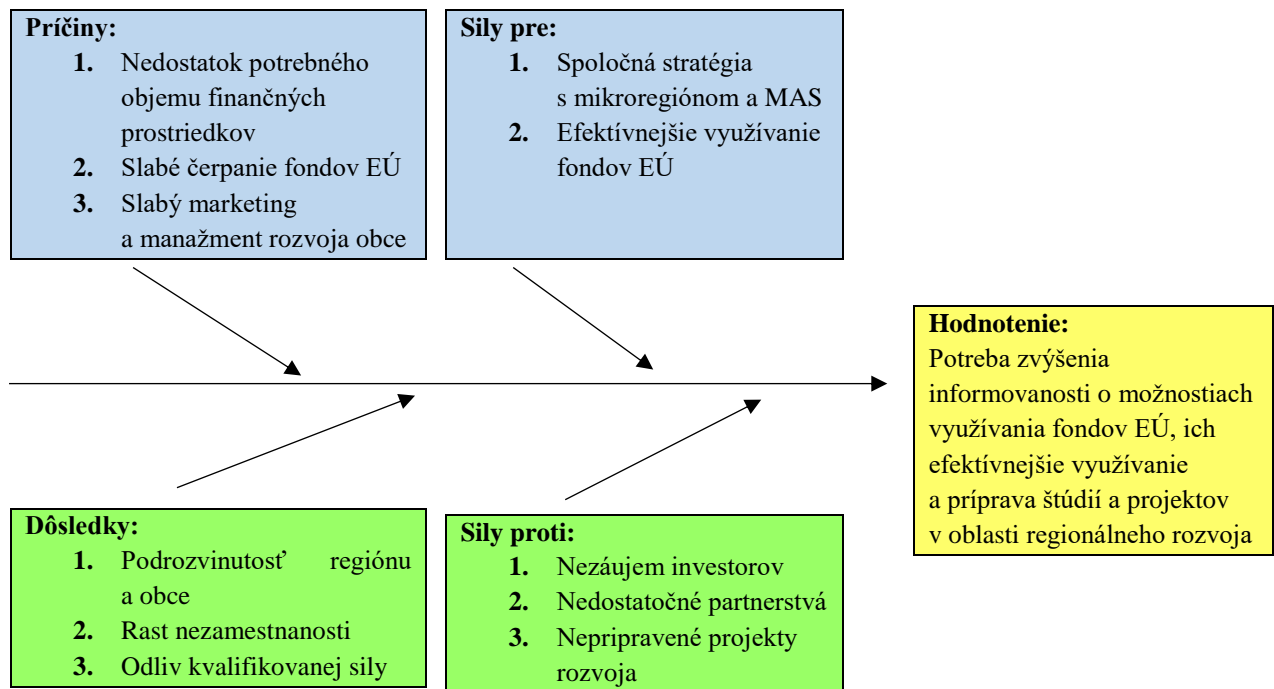 Príčiny:
1. Nedostatok potrebného
objemu finančných
prostriedkov
2. Slabé čerpanie fondov EÚ
3. Slabý marketing
a manažment rozvoja obce
Sily pre:
1. Spoločná stratégia
s mikroregiónom a MAS
2. Efektívnejšie využívanie
fondov EÚ
Hodnotenie:
Potreba zvýšenia
informovanosti o možnostiach
využívania fondov EÚ, ich
efektívnejšie využívanie
a príprava štúdií a projektov
v oblasti regionálneho rozvoja
Dôsledky:
1. Podrozvinutosť regiónu
a obce
2. Rast nezamestnanosti
3. Odliv kvalifikovanej sily
Sily proti:
1. Nezáujem investorov
2. Nedostatočné partnerstvá
3. Nepripravené projekty
rozvoja